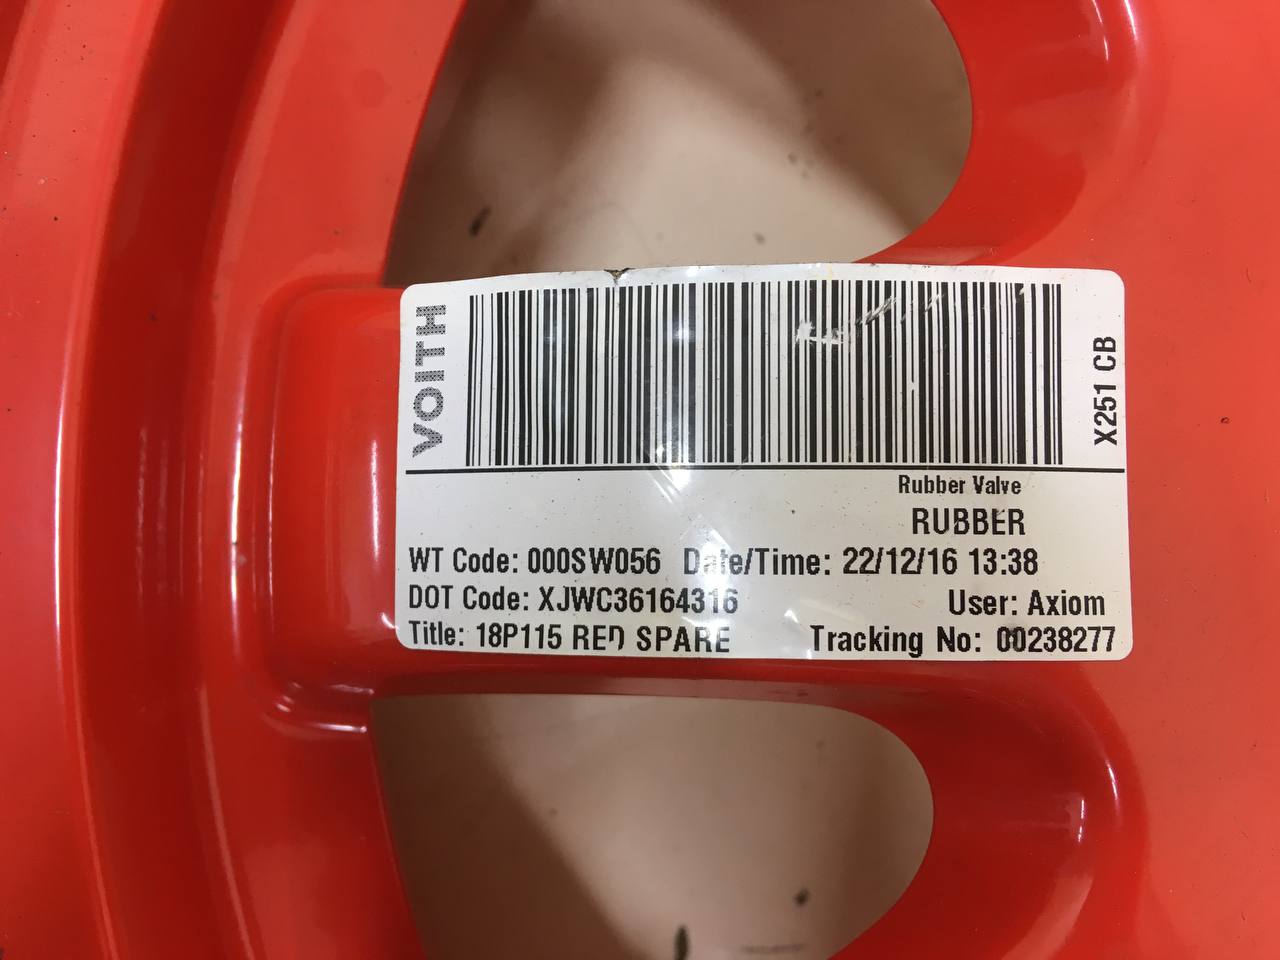 VOITH
X251 CB
Rubber Valve
RUBBER
WT Code: 000SW056 Date/Time: 22/12/16 13:38
DOT Code: XJWC36164316 User: Axiom
Title: 18P115 RED SPARE Tracking No: 00238277